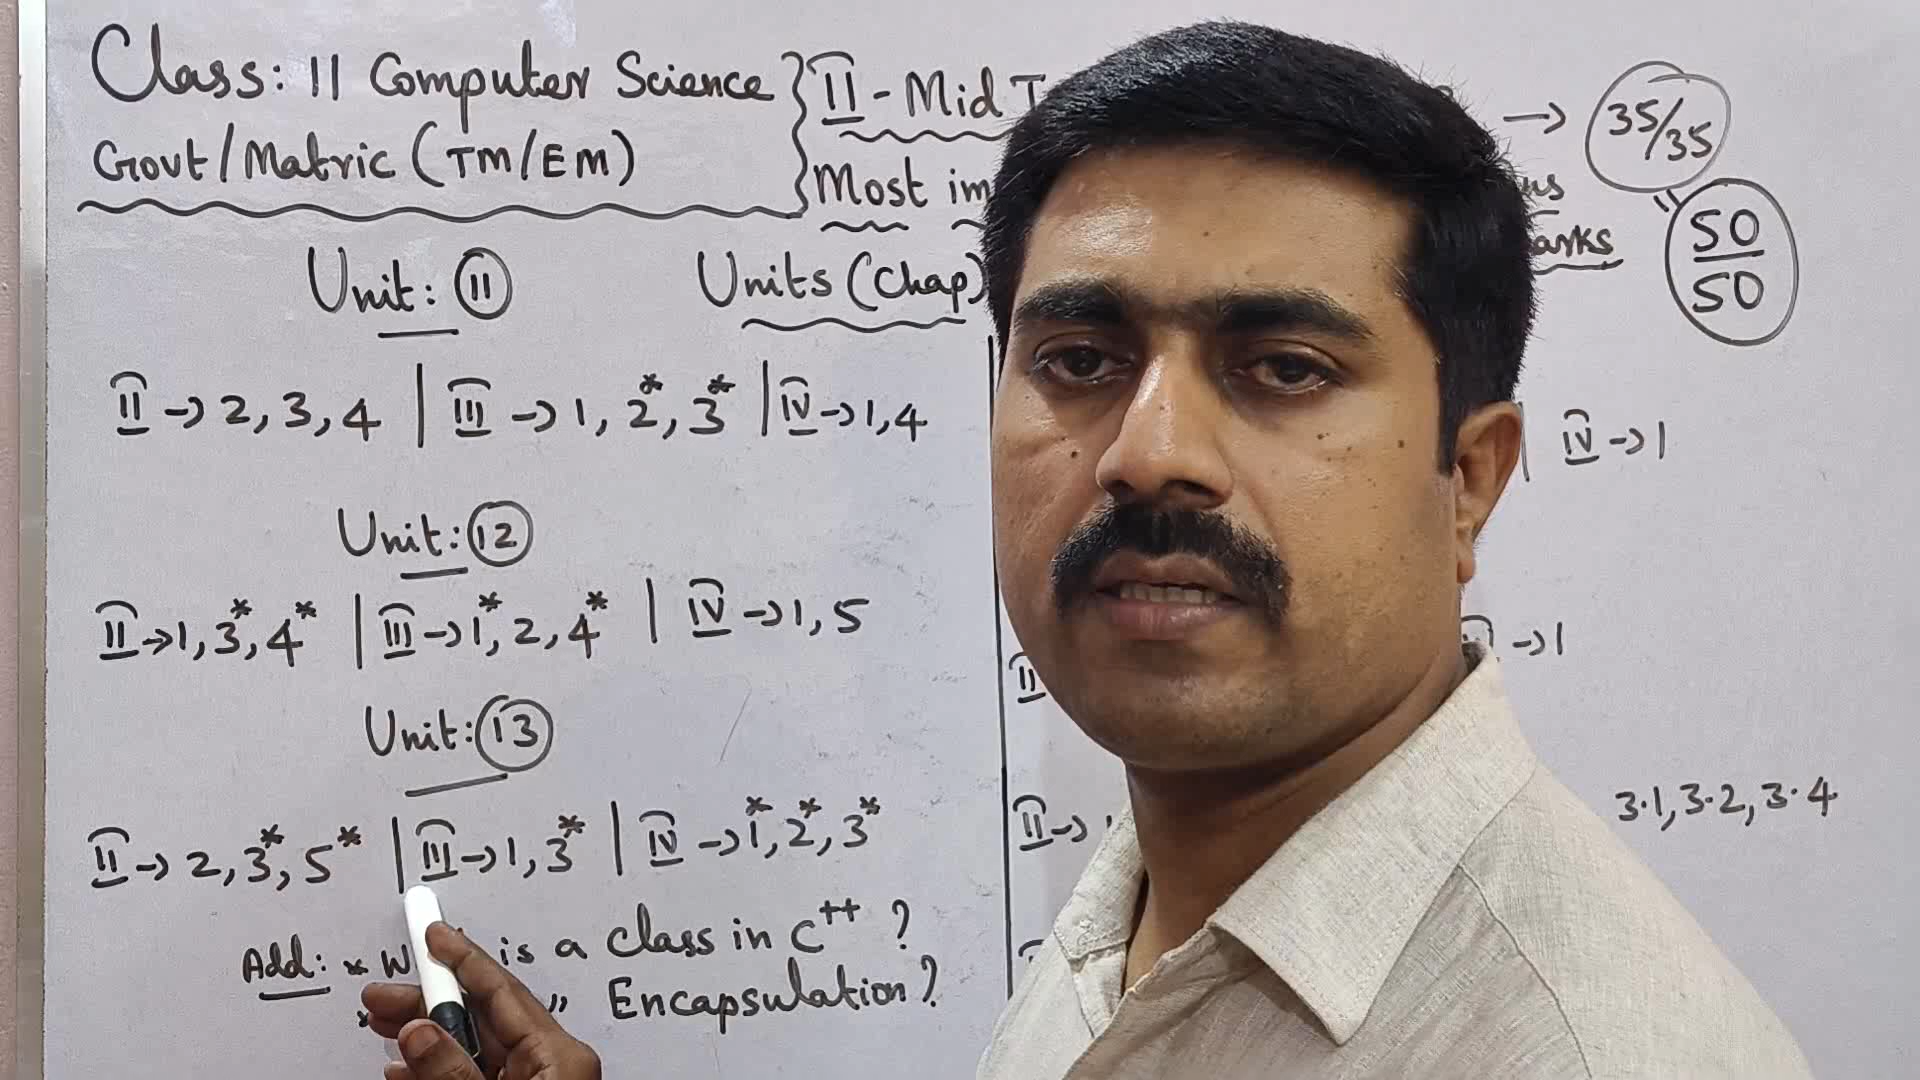 Class: 11 Computer Science
Govt/Matric (TM/EM)
II - Mid T
Most im
→ 35/35
arks
50/50
Unit: 11
Units (Chap)
II → 2, 3, 4 | III → 1, 2*, 3* | IV → 1, 4
IV → 1
Unit: 12
II → 1, 3*, 4* | III → 1*, 2, 4* | IV → 1, 5
II
→ 1
Unit: 13
II → 2, 3*, 5* | III → 1, 3* | IV → 1*, 2*, 3*
II →
3.1, 3.2, 3.4
Add: * W is a class in C++ ?
* " Encapsulation ?